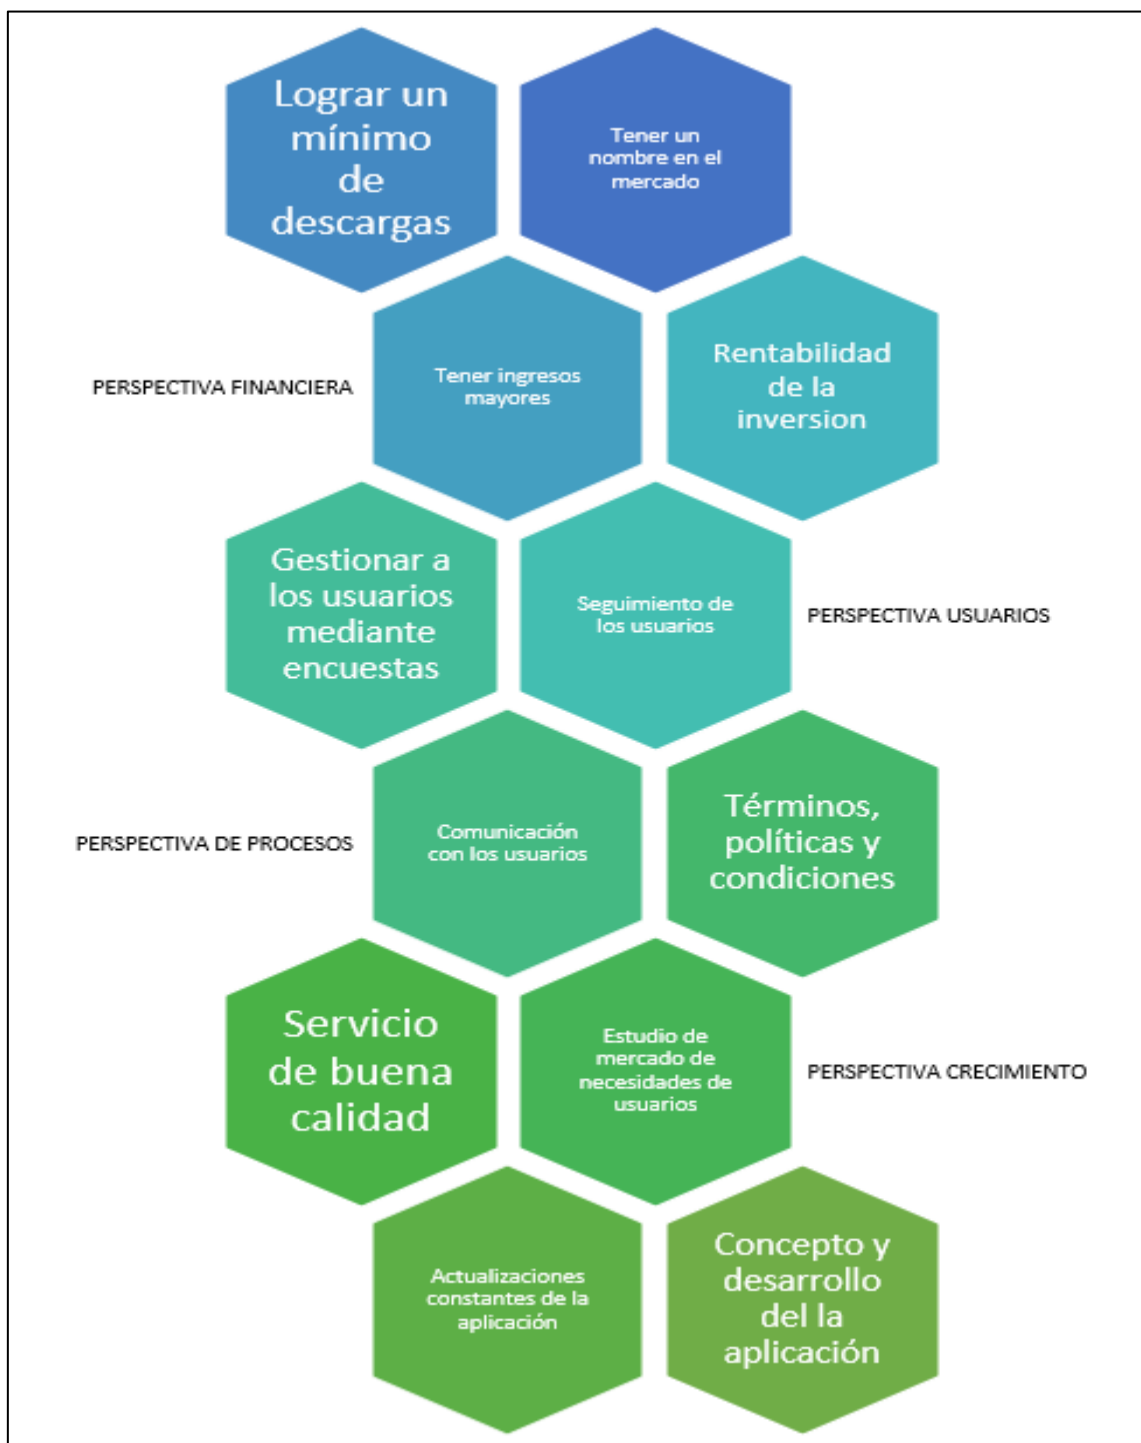 Lograr un
mínimo
de
descargas
Tener un
nombre en el
mercado
PERSPECTIVA FINANCIERA
Tener ingresos
mayores
Rentabilidad
de la
inversion
Gestionar a
los usuarios
mediante
encuestas
Seguimiento de
los usuarios
PERSPECTIVA USUARIOS
PERSPECTIVA DE PROCESOS
Comunicación
con los usuarios
Términos,
políticas y
condiciones
Servicio
de buena
calidad
Estudio de
mercado de
necesidades de
usuarios
PERSPECTIVA CRECIMIENTO
Actualizaciones
constantes de la
aplicación
Concepto y
desarrollo
del la
aplicación